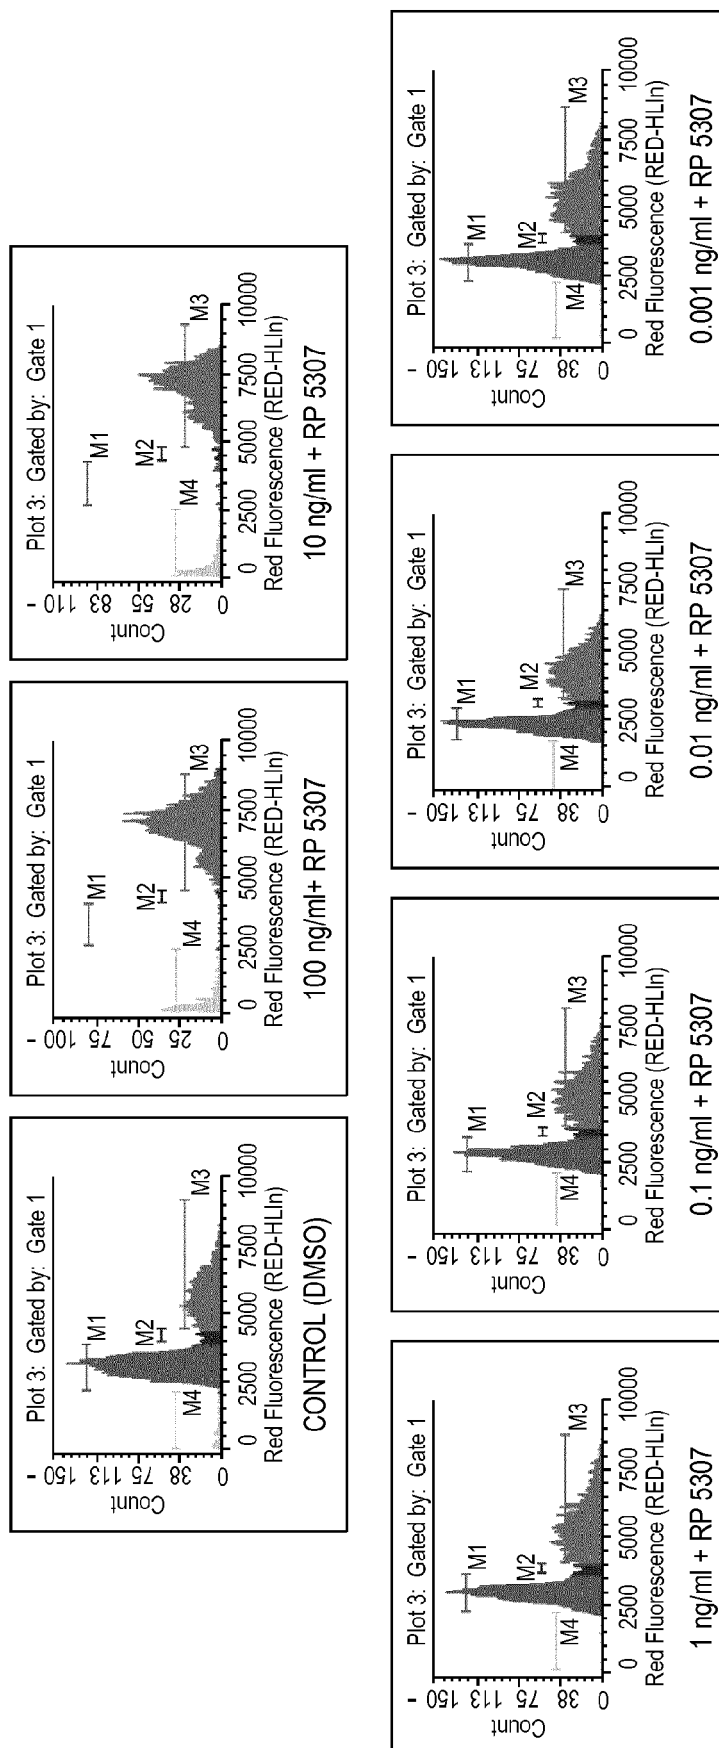 Plot 3: Gated by: Gate 1
Count
150
113
75
38
0
M1
M2
M3
M4
0 2500 5000 7500 10000
Red Fluorescence (RED-HLIn)
CONTROL (DMSO)
Plot 3: Gated by: Gate 1
Count
100
75
50
25
0
M1
M2
M3
M4
0 2500 5000 7500 10000
Red Fluorescence (RED-HLIn)
100 ng/ml+ RP 5307
Plot 3: Gated by: Gate 1
Count
110
83
55
28
0
M1
M2
M3
M4
0 2500 5000 7500 10000
Red Fluorescence (RED-HLIn)
10 ng/ml + RP 5307
Plot 3: Gated by: Gate 1
Count
150
113
75
38
0
M1
M2
M3
M4
0 2500 5000 7500 10000
Red Fluorescence (RED-HLIn)
1 ng/ml + RP 5307
Plot 3: Gated by: Gate 1
Count
150
113
75
38
0
M1
M2
M3
M4
0 2500 5000 7500 10000
Red Fluorescence (RED-HLIn)
0.1 ng/ml + RP 5307
Plot 3: Gated by: Gate 1
Count
150
113
75
38
0
M1
M2
M3
M4
0 2500 5000 7500 10000
Red Fluorescence (RED-HLIn)
0.01 ng/ml + RP 5307
Plot 3: Gated by: Gate 1
Count
150
113
75
38
0
M1
M2
M3
M4
0 2500 5000 7500 10000
Red Fluorescence (RED-HLIn)
0.001 ng/ml + RP 5307